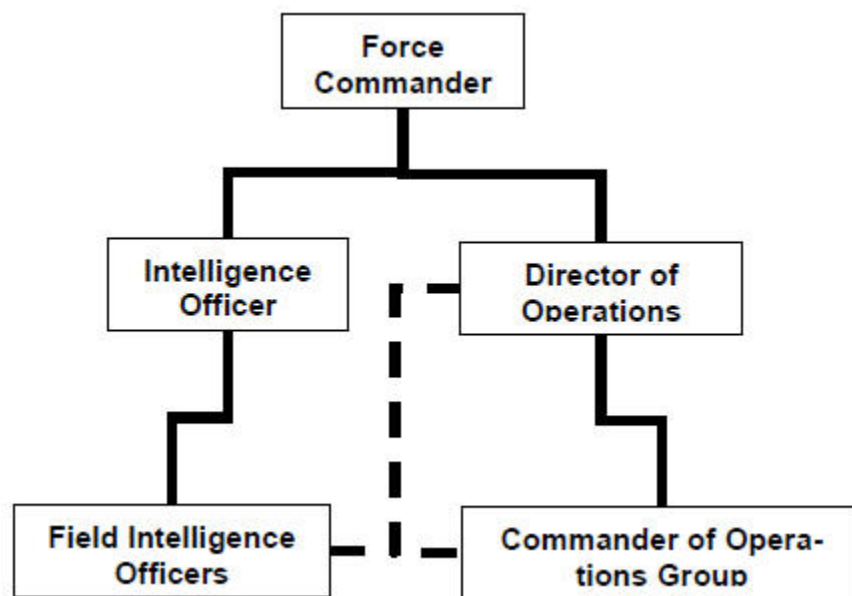 Force
Commander
Intelligence
Officer
Director of
Operations
Field Intelligence
Officers
Commander of Opera-
tions Group